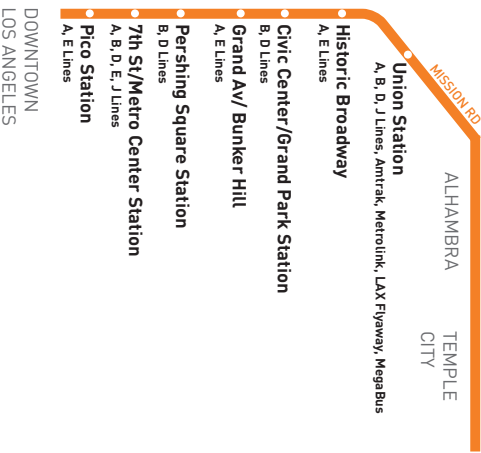 MISSION RD
ALHAMBRA
TEMPLE
CITY
Union Station
A, B, D, J Lines, Amtrak, Metrolink, LAX Flyaway, MegaBus
Historic Broadway
A, E Lines
Civic Center/Grand Park Station
B, D Lines
Grand Av/ Bunker Hill
A, E Lines
Pershing Square Station
B, D Lines
7th St/Metro Center Station
A, B, D, E, J Lines
Pico Station
A, E Lines
DOWNTOWN
LOS ANGELES